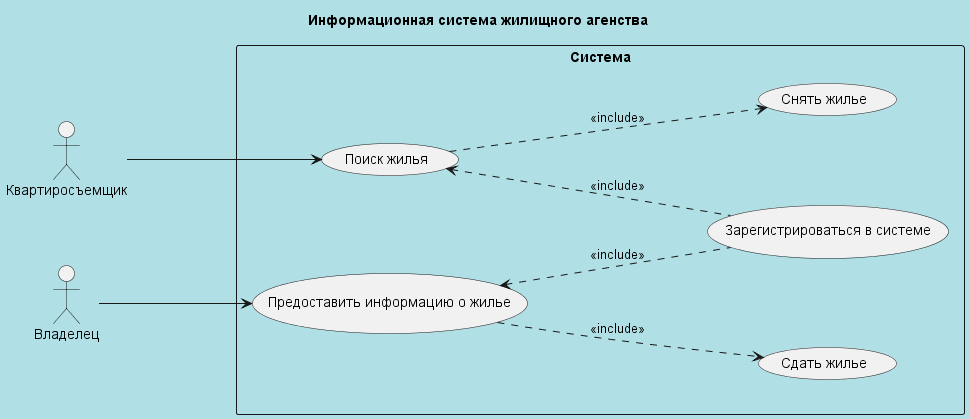 Информационная система жилищного агенства
Система
Снять жилье
«include»
Поиск жилья
Квартиросъемщик
«include»
Зарегистрироваться в системе
«include»
Предоставить информацию о жилье
Владелец
«include»
Сдать жилье